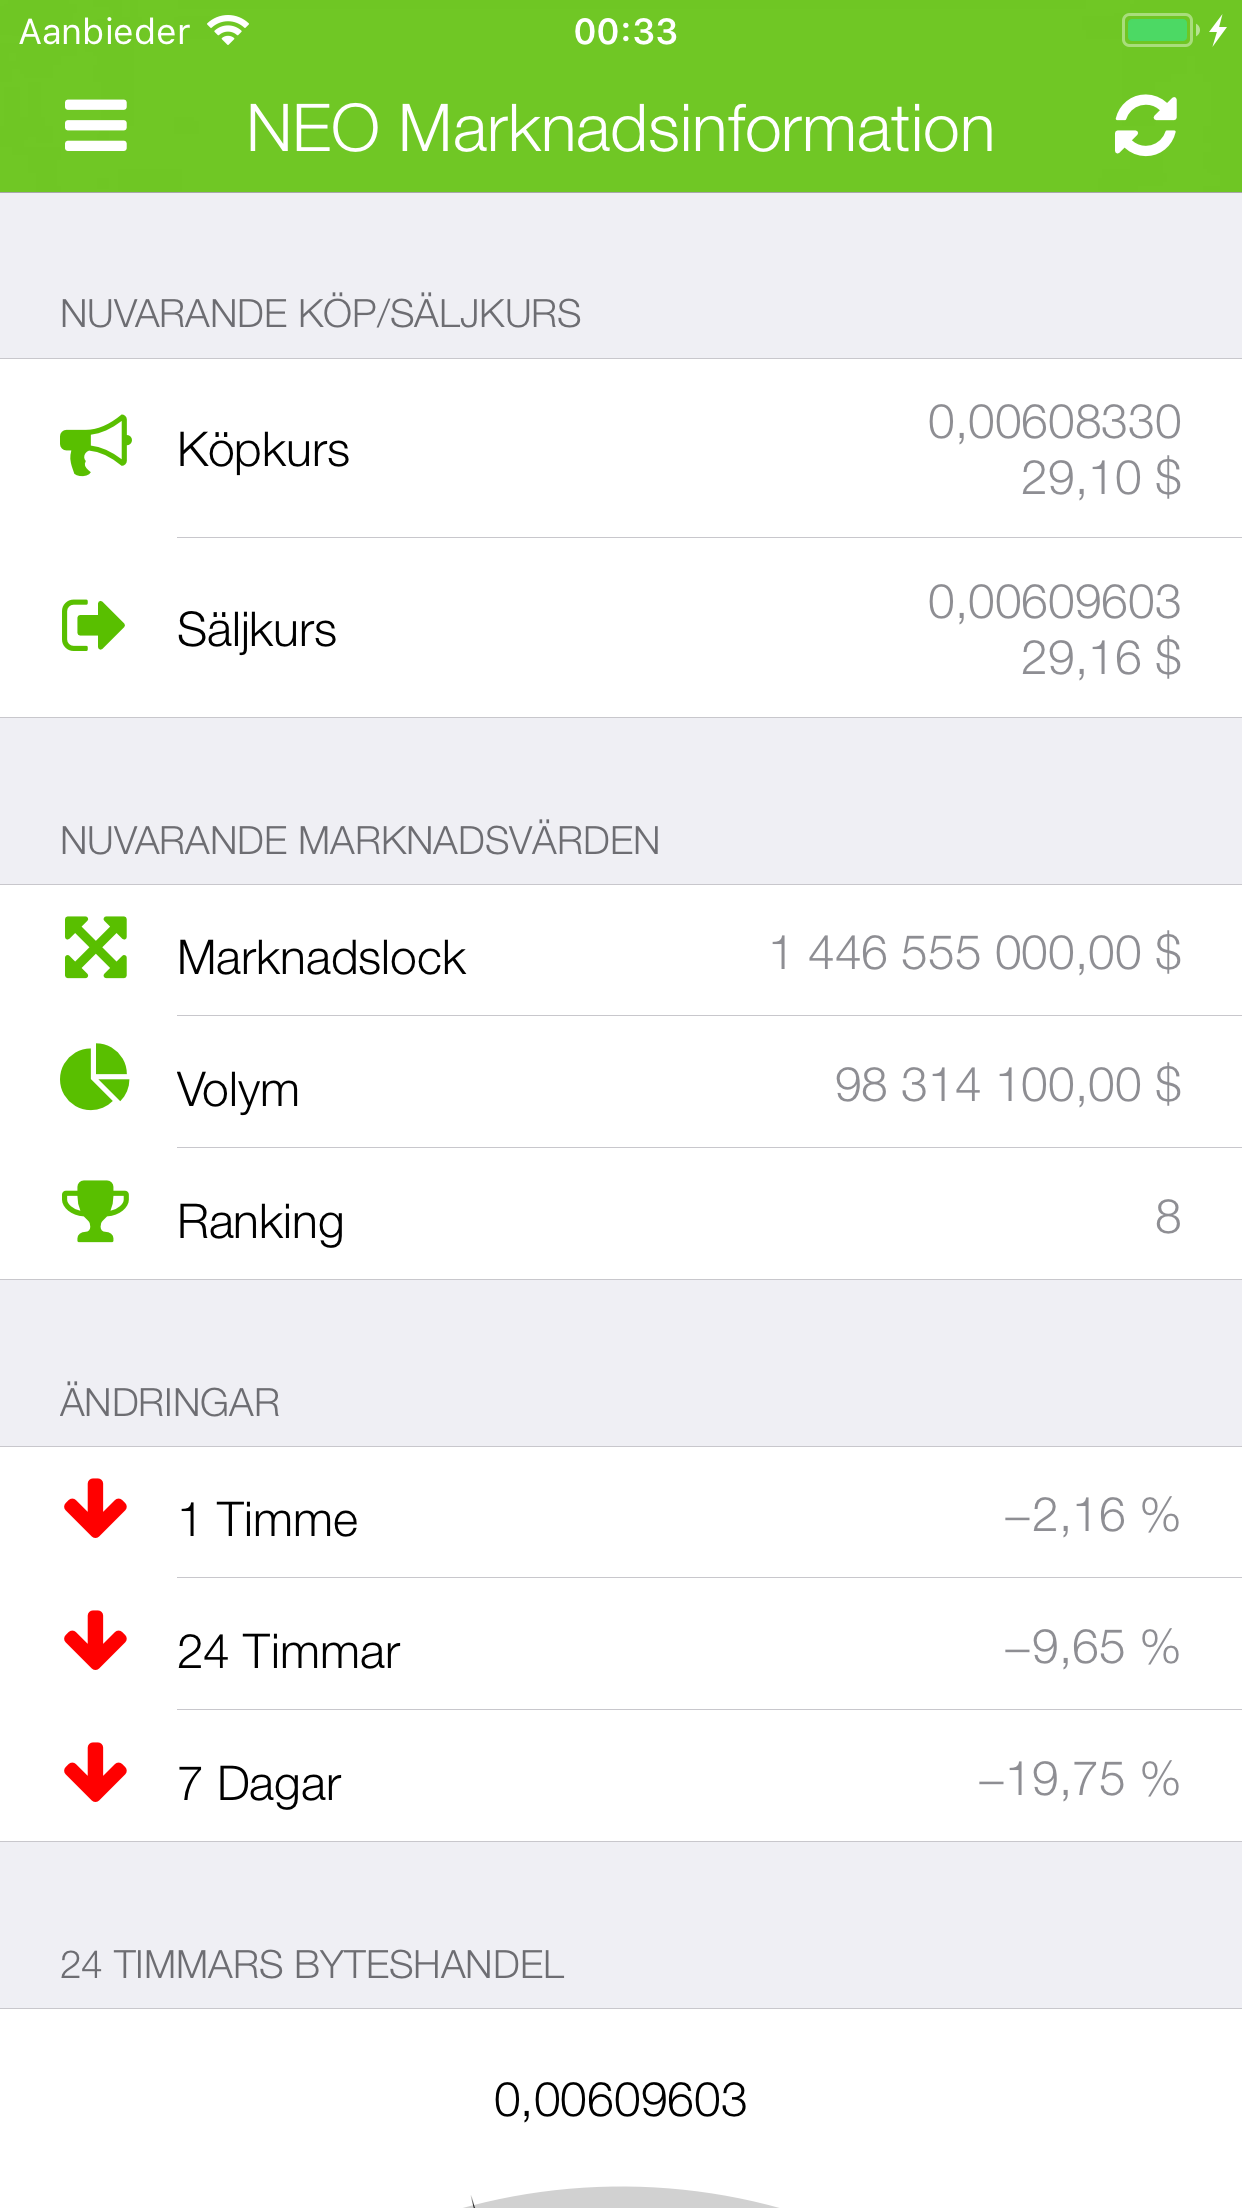 Aanbieder 00:33
NEO Marknadsinformation
NUVARANDE KÖP/SÄLJKURS
Köpkurs 0,00608330
29,10 $
Säljkurs 0,00609603
29,16 $
NUVARANDE MARKNADSVÄRDEN
Marknadslock 1 446 555 000,00 $
Volym 98 314 100,00 $
Ranking 8
ÄNDRINGAR
1 Timme −2,16 %
24 Timmar −9,65 %
7 Dagar −19,75 %
24 TIMMARS BYTESHANDEL
0,00609603